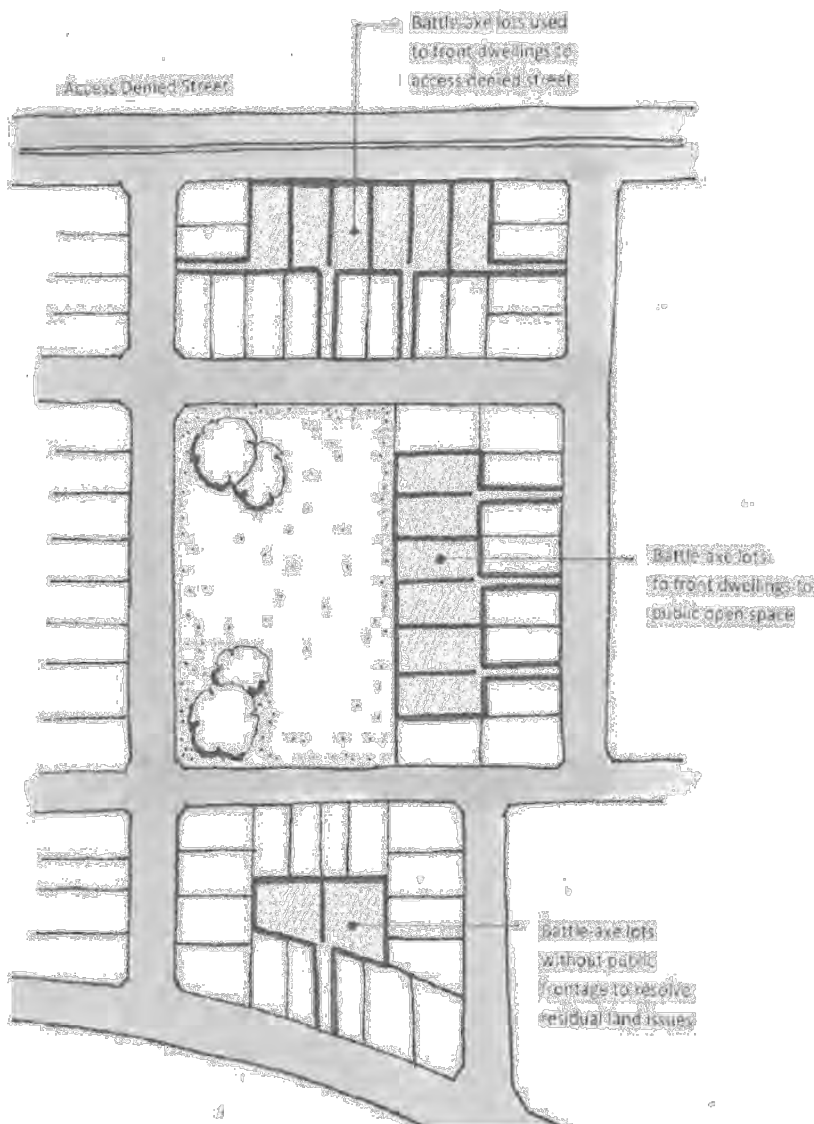 Battle-axe lots used
to front dwellings to
access denied street
Access Denied Street
Battle-axe lots
to front dwellings to
public open space
Battle-axe lots
without public
frontage to resolve
residual land issues